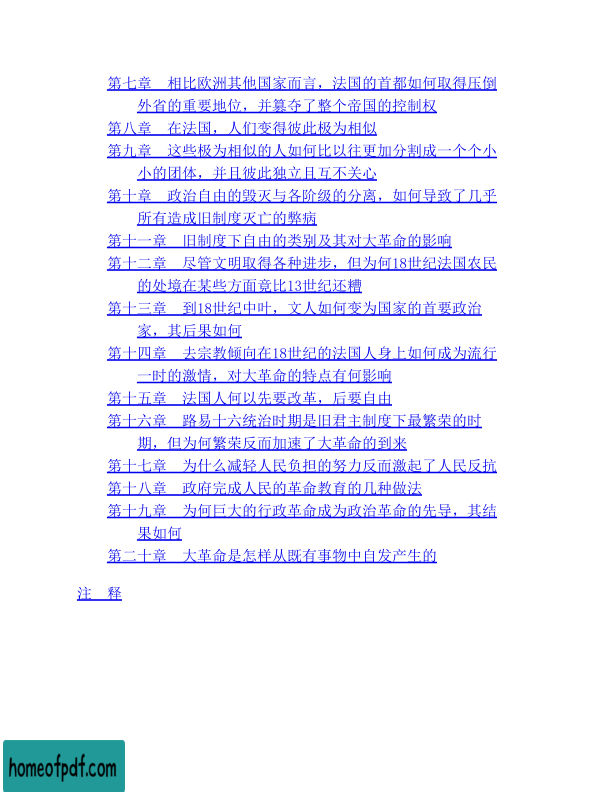 第七章　相比欧洲其他国家而言，法国的首都如何取得压倒
外省的重要地位，并篡夺了整个帝国的控制权
第八章　在法国，人们变得彼此极为相似
第九章　这些极为相似的人如何比以往更加分割成一个个小
小的团体，并且彼此独立且互不关心
第十章　政治自由的毁灭与各阶级的分离，如何导致了几乎
所有造成旧制度灭亡的弊病
第十一章　旧制度下自由的类别及其对大革命的影响
第十二章　尽管文明取得各种进步，但为何18世纪法国农民
的处境在某些方面竟比13世纪还糟
第十三章　到18世纪中叶，文人如何变为国家的首要政治
家，其后果如何
第十四章　去宗教倾向在18世纪的法国人身上如何成为流行
一时的激情，对大革命的特点有何影响
第十五章　法国人何以先要改革，后要自由
第十六章　路易十六统治时期是旧君主制度下最繁荣的时
期，但为何繁荣反而加速了大革命的到来
第十七章　为什么减轻人民负担的努力反而激起了人民反抗
第十八章　政府完成人民的革命教育的几种做法
第十九章　为何巨大的行政革命成为政治革命的先导，其结
果如何
第二十章　大革命是怎样从既有事物中自发产生的
注　释
homeofpdf.com